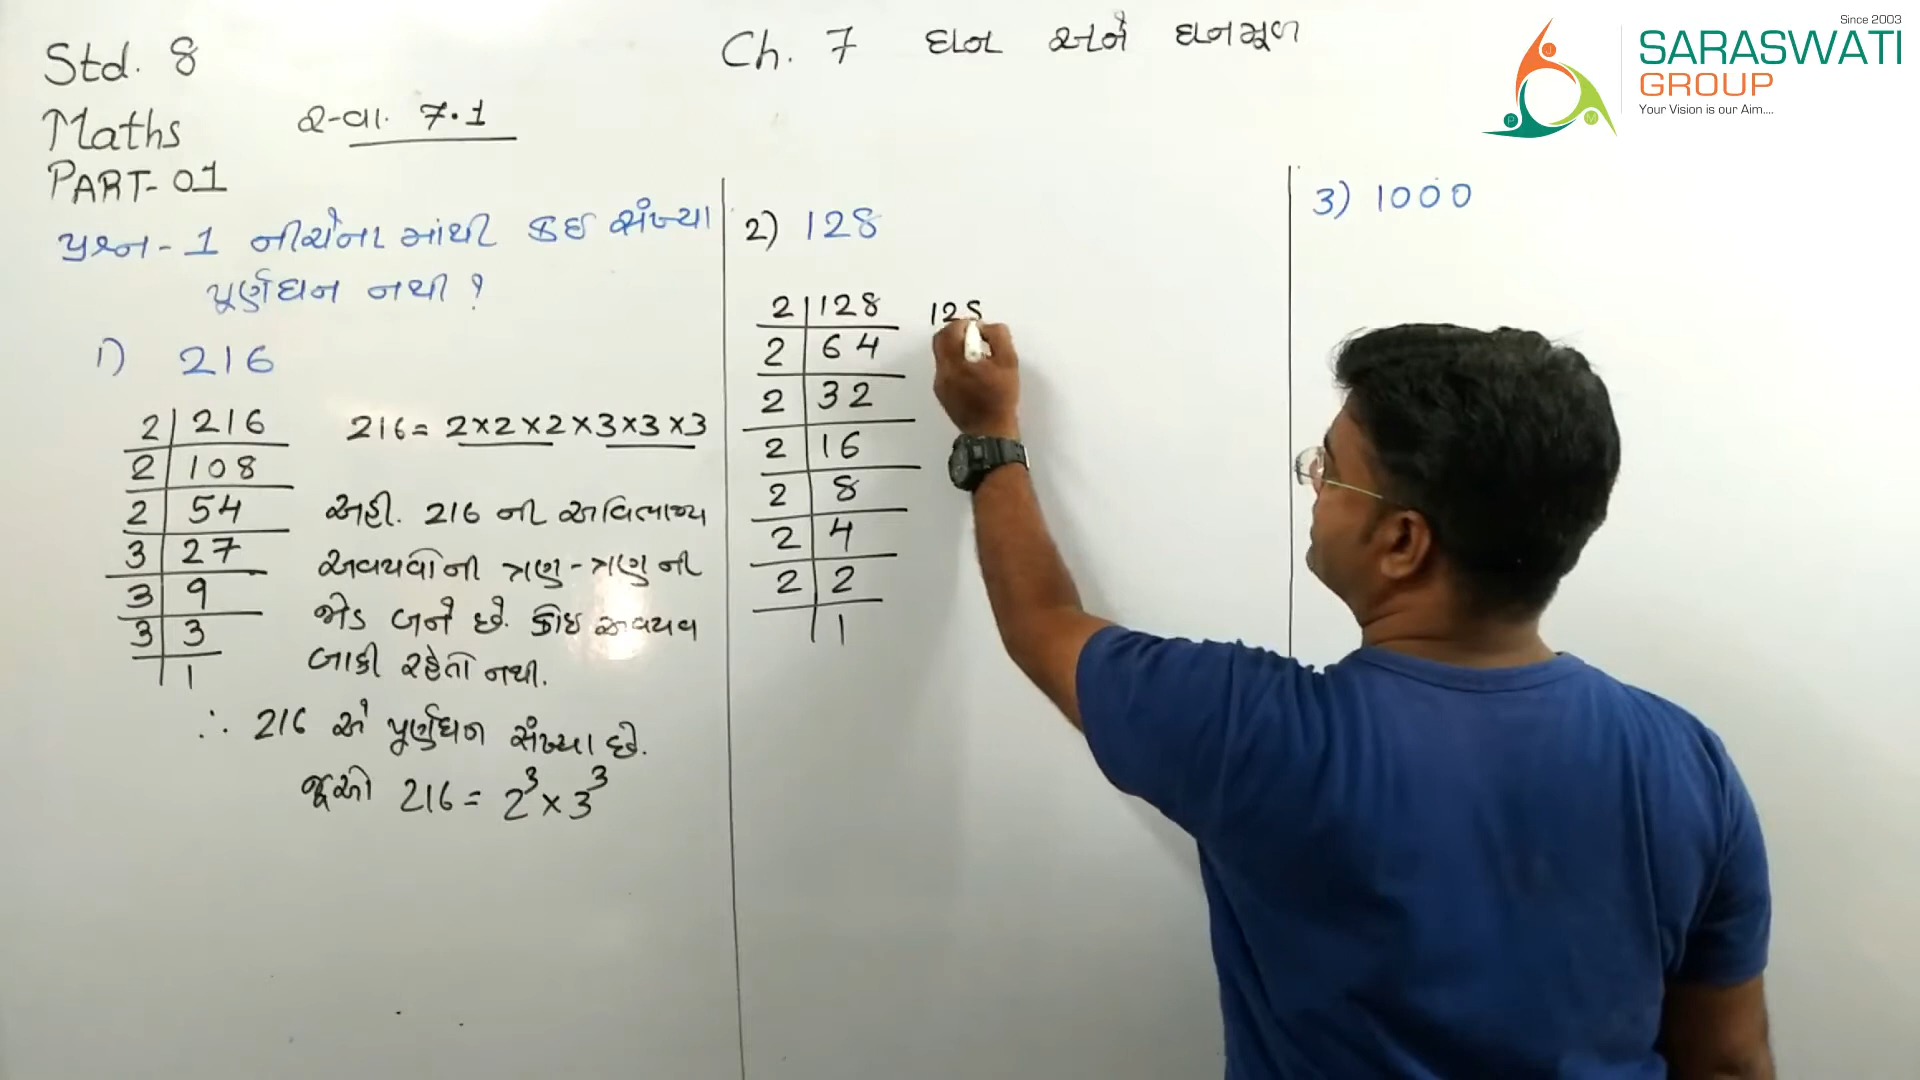 Std. 8
Maths
PART-01
સ્વા. 7.1
Ch. 7 ઘન અને ઘનમૂળ
Since 2003
SARASWATI
GROUP
Your Vision is our Aim....
પ્રશ્ન-1 નીચેના માંથી કઇ સંખ્યા
પૂર્ણઘન નથી ?
1) 216
2 | 216
2 | 108
2 | 54
3 | 27
3 | 9
3 | 3
1
216 = 2×2×2×3×3×3
અહી. 216 ની અવિભાજ્ય
અવયવોની ત્રણ-ત્રણ ની
જોડ બને છે. કોઇ અવયવ
બાકી રહેતો નથી.
∴ 216 એ પૂર્ણઘન સંખ્યા છે.
જૂઓ 216 = 2³ × 3³
2) 128
2 | 128
2 | 64
2 | 32
2 | 16
2 | 8
2 | 4
2 | 2
1
128
3) 1000